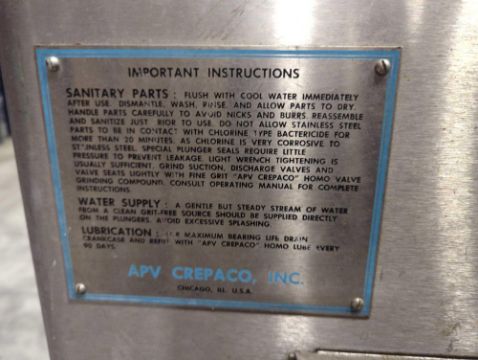 IMPORTANT INSTRUCTIONS
SANITARY PARTS : FLUSH WITH COOL WATER IMMEDIATELY
AFTER USE. DISMANTLE, WASH, RINSE, AND ALLOW PARTS TO DRY.
HANDLE PARTS CAREFULLY TO AVOID NICKS AND BURRS. REASSEMBLE
AND SANITIZE JUST PRIOR TO USE. DO NOT ALLOW STAINLESS STEEL
PARTS TO BE IN CONTACT WITH CHLORINE TYPE BACTERICIDE FOR
MORE THAN 20 MINUTES, AS CHLORINE IS VERY CORROSIVE TO
STAINLESS STEEL. SPECIAL PLUNGER SEALS REQUIRE LITTLE
PRESSURE TO PREVENT LEAKAGE. LIGHT WRENCH TIGHTENING IS
USUALLY SUFFICIENT. GRIND SUCTION, DISCHARGE VALVES AND
VALVE SEATS LIGHTLY WITH FINE GRIT "APV CREPACO" HOMO VALVE
GRINDING COMPOUND. CONSULT OPERATING MANUAL FOR COMPLETE
INSTRUCTIONS.
WATER SUPPLY : A GENTLE BUT STEADY STREAM OF WATER
FROM A CLEAN GRIT-FREE SOURCE SHOULD BE SUPPLIED DIRECTLY
ON THE PLUNGERS. AVOID EXCESSIVE SPLASHING.
LUBRICATION : FOR MAXIMUM BEARING LIFE DRAIN
CRANKCASE AND REFILL WITH "APV CREPACO" HOMO LUBE EVERY
90 DAYS.
APV CREPACO, INC.
CHICAGO, ILL. U.S.A.